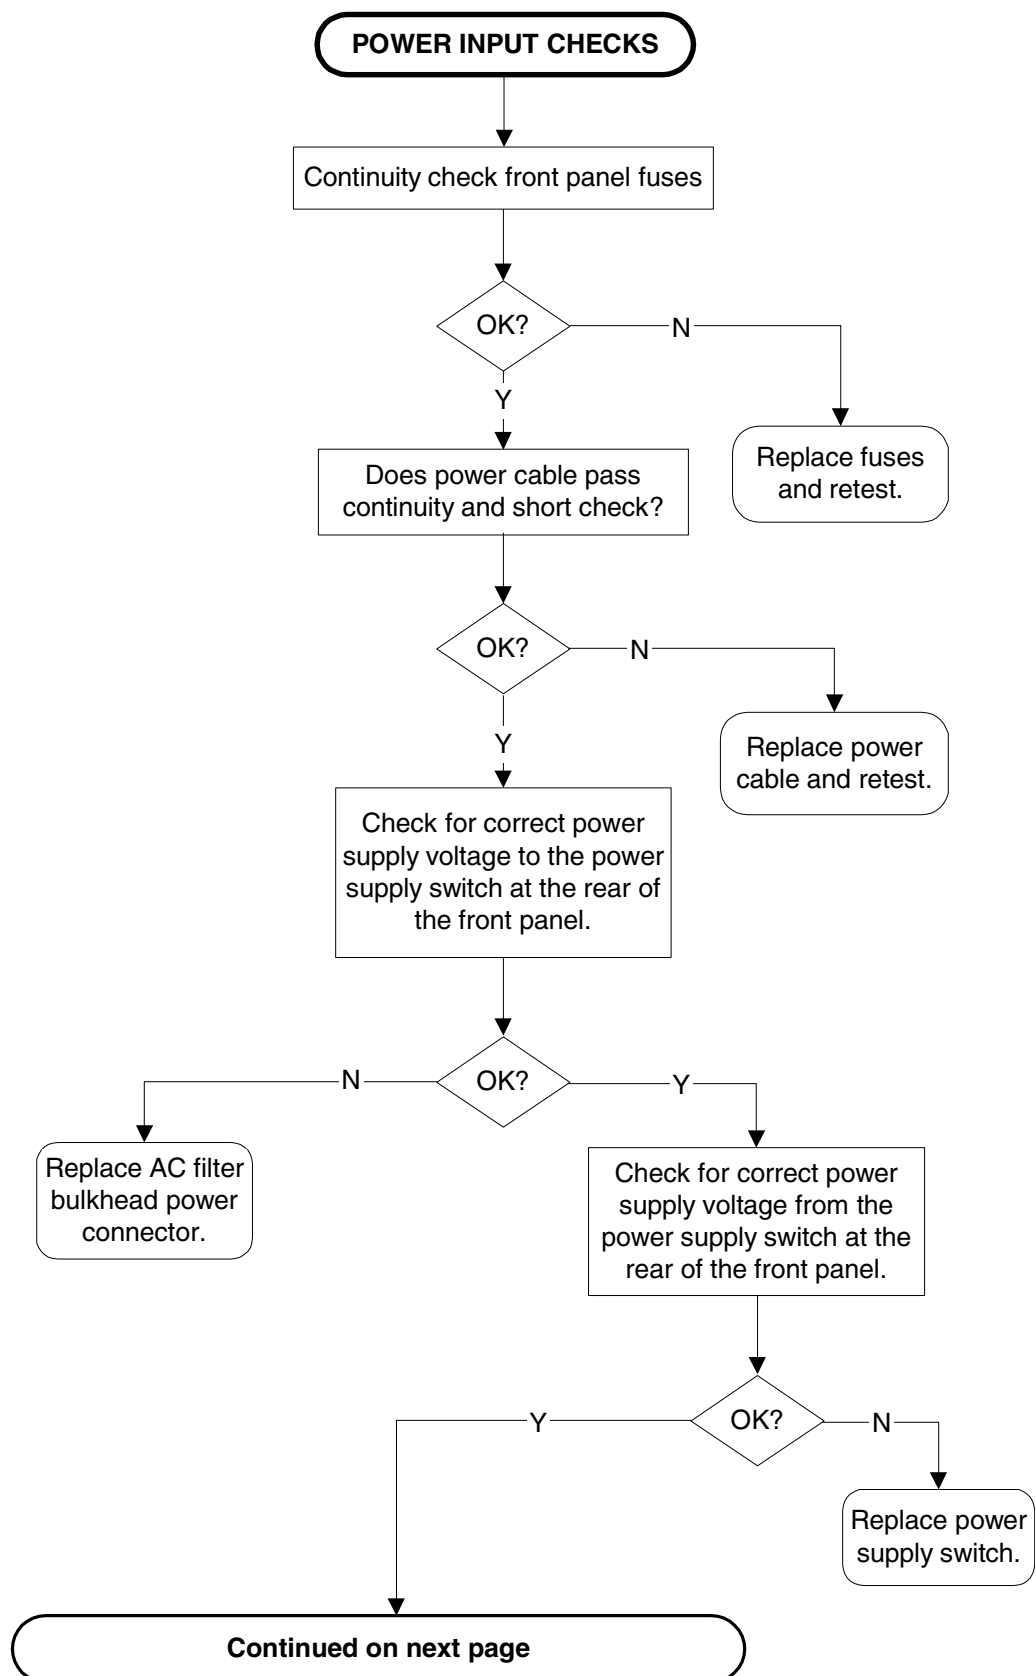 POWER INPUT CHECKS
Continuity check front panel fuses
OK?
N
Y
Replace fuses
and retest.
Does power cable pass
continuity and short check?
OK?
N
Y
Replace power
cable and retest.
Check for correct power
supply voltage to the power
supply switch at the rear of
the front panel.
N
OK?
Y
Replace AC filter
bulkhead power
connector.
Check for correct power
supply voltage from the
power supply switch at the
rear of the front panel.
Y
OK?
N
Replace power
supply switch.
Continued on next page